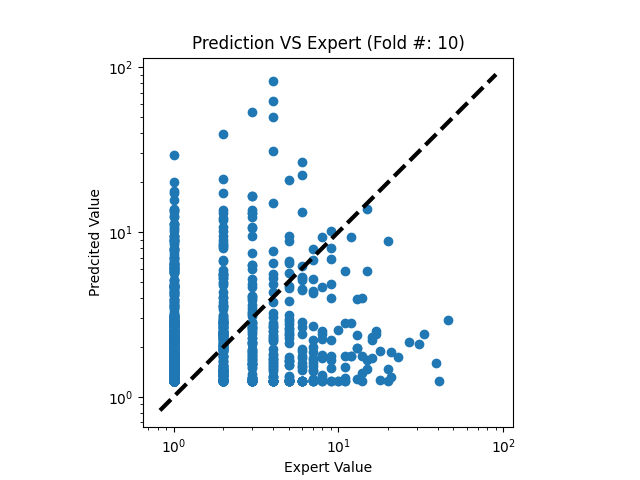 Prediction VS Expert (Fold #: 10)
10²
10¹
10⁰
Predcited Value
10⁰ 10¹ 10²
Expert Value